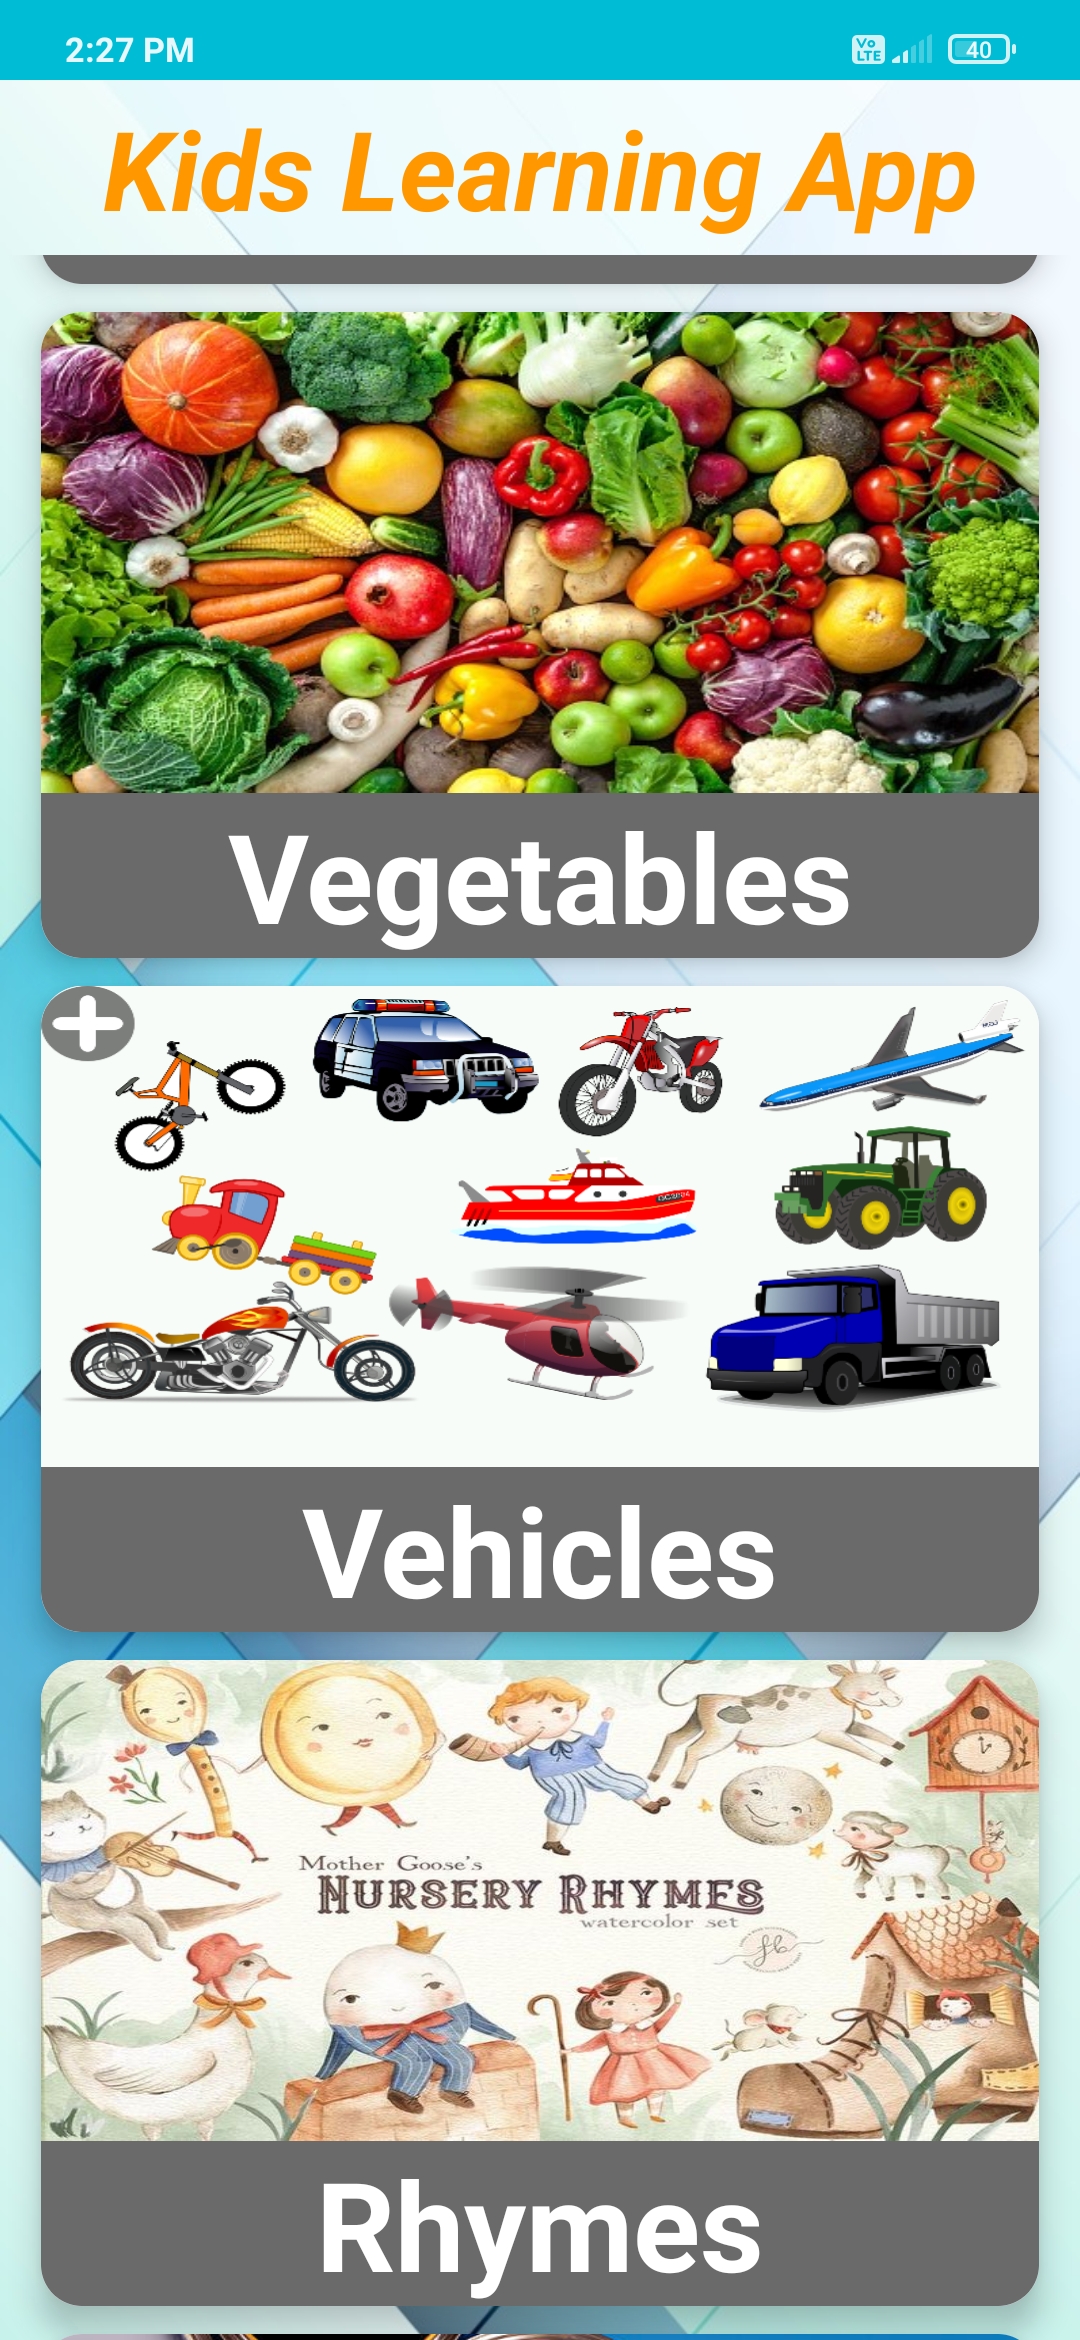 2:27 PM
Vo
LTE
40
Kids Learning App
Vegetables
Vehicles
Mother Goose's
NURSERY RHYMES
watercolor set
Rhymes